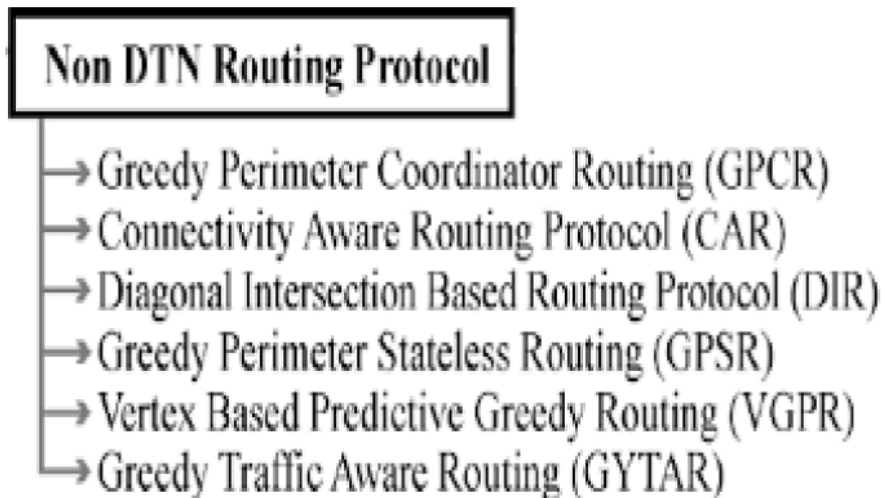 Non DTN Routing Protocol
Greedy Perimeter Coordinator Routing (GPCR)
Connectivity Aware Routing Protocol (CAR)
Diagonal Intersection Based Routing Protocol (DIR)
Greedy Perimeter Stateless Routing (GPSR)
Vertex Based Predictive Greedy Routing (VGPR)
Greedy Traffic Aware Routing (GYTAR)